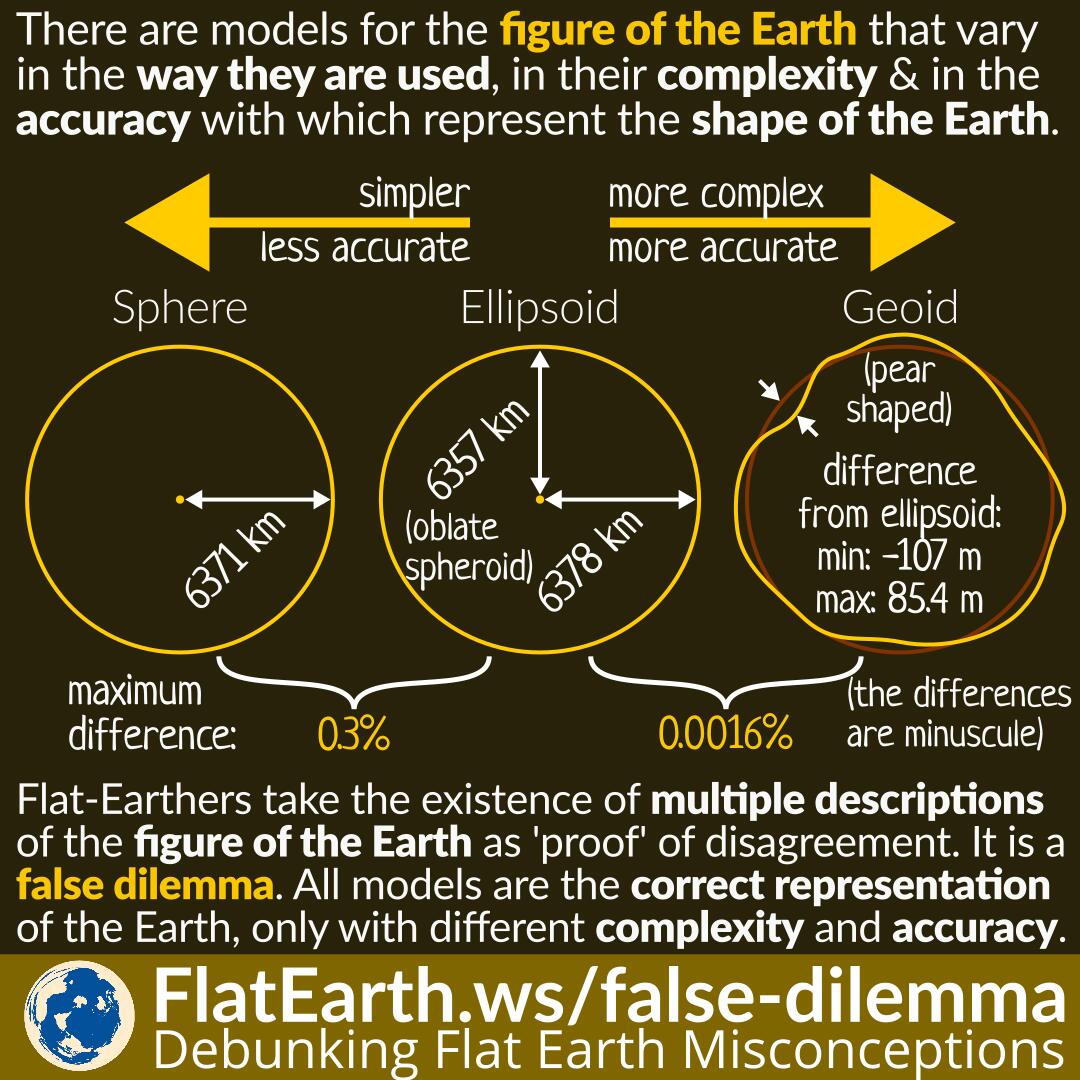 There are models for the figure of the Earth that vary
in the way they are used, in their complexity & in the
accuracy with which represent the shape of the Earth.
simpler
less accurate
more complex
more accurate
Sphere
Ellipsoid
Geoid
6371 km
6357 km
(oblate
spheroid)
6378 km
(pear
shaped)
difference
from ellipsoid:
min: -107 m
max: 85.4 m
maximum
difference:
0.3%
0.0016%
(the differences
are minuscule)
Flat-Earthers take the existence of multiple descriptions
of the figure of the Earth as 'proof' of disagreement. It is a
false dilemma. All models are the correct representation
of the Earth, only with different complexity and accuracy.
FlatEarth.ws/false-dilemma
Debunking Flat Earth Misconceptions